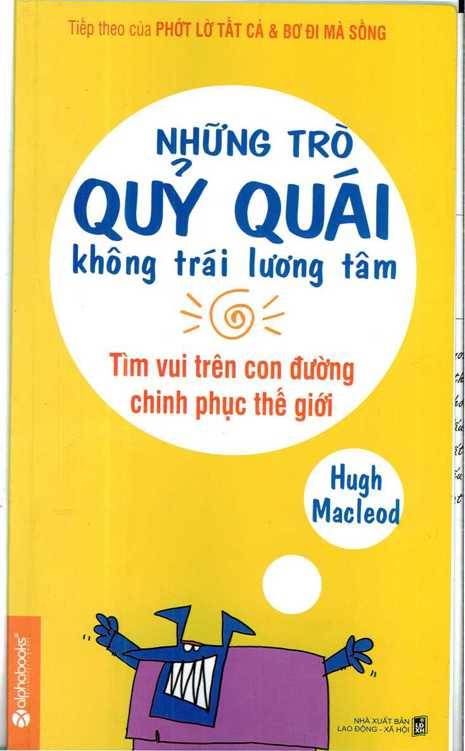 Tiếp theo của PHỚT LỜ TẤT CẢ & BƠ ĐI MÀ SỐNG
NHỮNG TRÒ
QUỶ QUÁI
không trái lương tâm
Tìm vui trên con đường
chinh phục thế giới
Hugh
Macleod
alphabooks®
NHÀ XUẤT BẢN
LAO ĐỘNG - XÃ HỘI
LĐ
XH